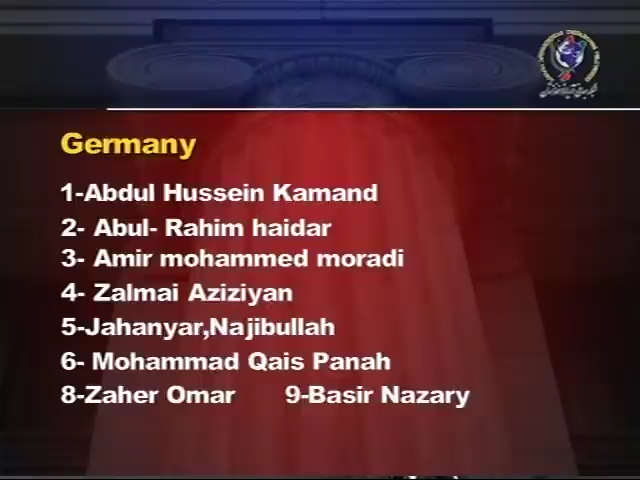 Germany
1-Abdul Hussein Kamand
2- Abul- Rahim haidar
3- Amir mohammed moradi
4- Zalmai Aziziyan
5-Jahanyar,Najibullah
6- Mohammad Qais Panah
8-Zaher Omar 9-Basir Nazary